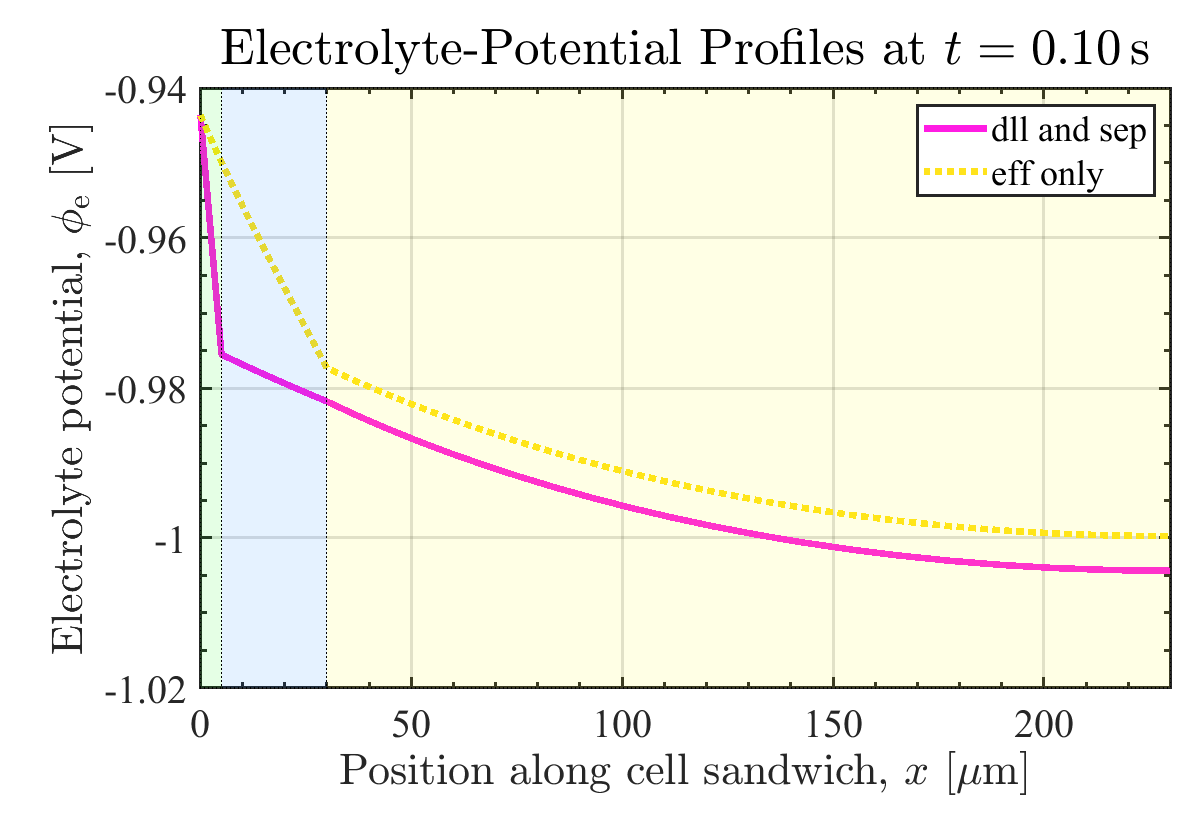 Electrolyte-Potential Profiles at t = 0.10 s
Electrolyte potential, ϕe [V]
-0.94
-0.96
-0.98
-1
-1.02
dll and sep
eff only
0 50 100 150 200
Position along cell sandwich, x [μm]